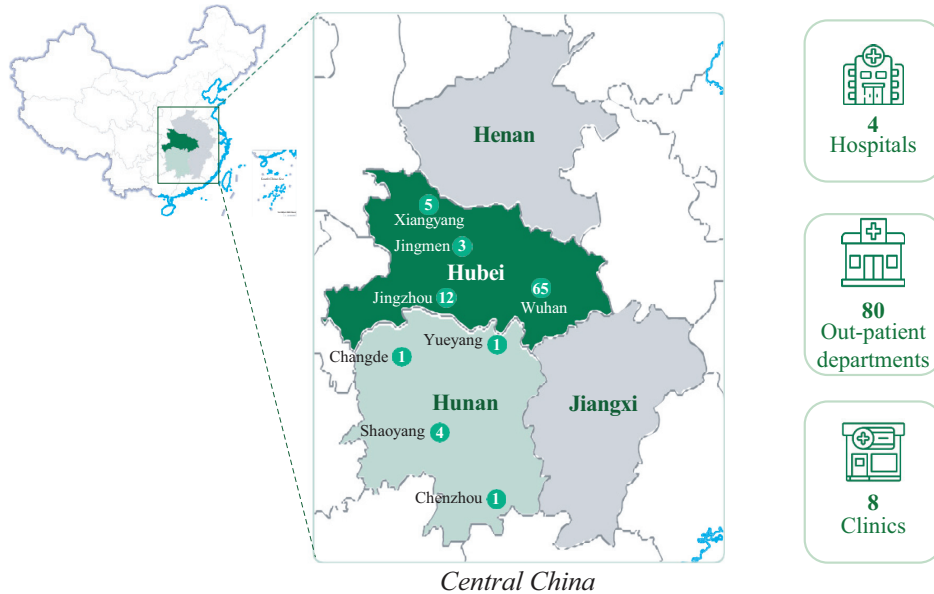 Henan
5
Xiangyang
Jingmen 3
Hubei
Jingzhou 12
65
Wuhan
Yueyang 1
Changde 1
Hunan
Jiangxi
Shaoyang 4
Chenzhou 1
Central China
4
Hospitals
80
Out-patient
departments
8
Clinics